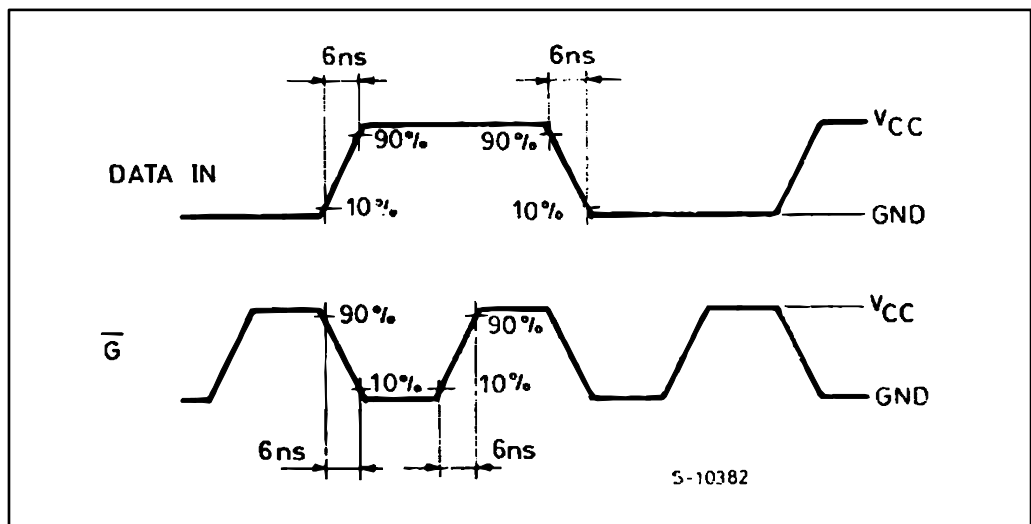 6ns 6ns
90% 90% VCC
DATA IN
10% 10% GND
90% 90% VCC
G
10% 10% GND
6ns 6ns
S-10382